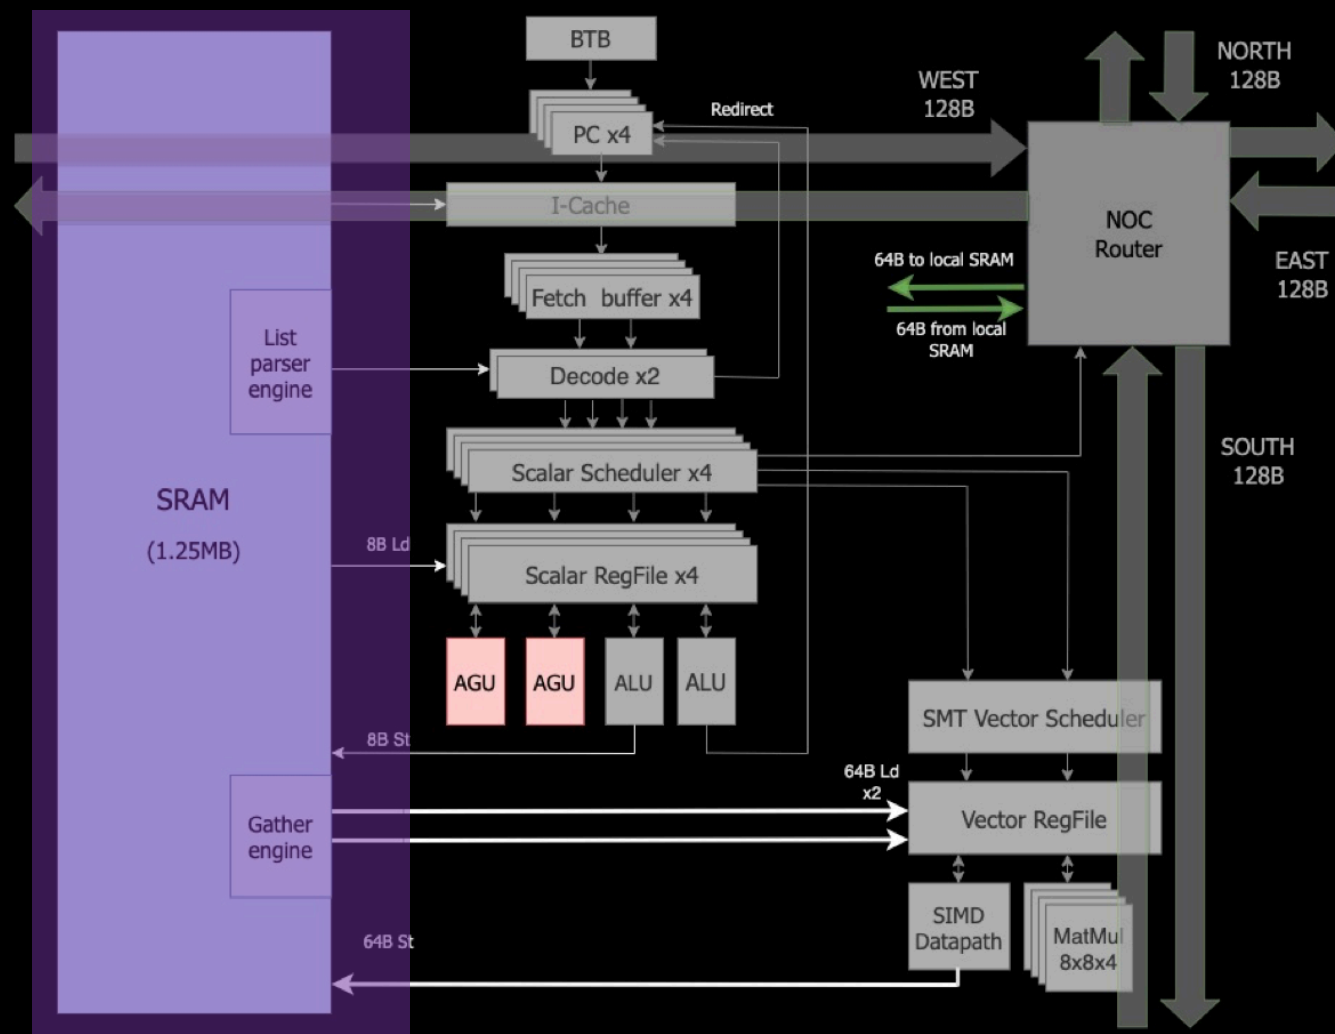 BTB
PC x4
Redirect
WEST
128B
NORTH
128B
I-Cache
NOC
Router
EAST
128B
64B to local SRAM
64B from local
SRAM
Fetch buffer x4
List
parser
engine
Decode x2
Scalar Scheduler x4
SOUTH
128B
SRAM
(1.25MB)
8B Ld
Scalar RegFile x4
AGU
AGU
ALU
ALU
SMT Vector Scheduler
8B St
64B Ld
x2
Gather
engine
Vector RegFile
SIMD
Datapath
MatMul
8x8x4
64B St